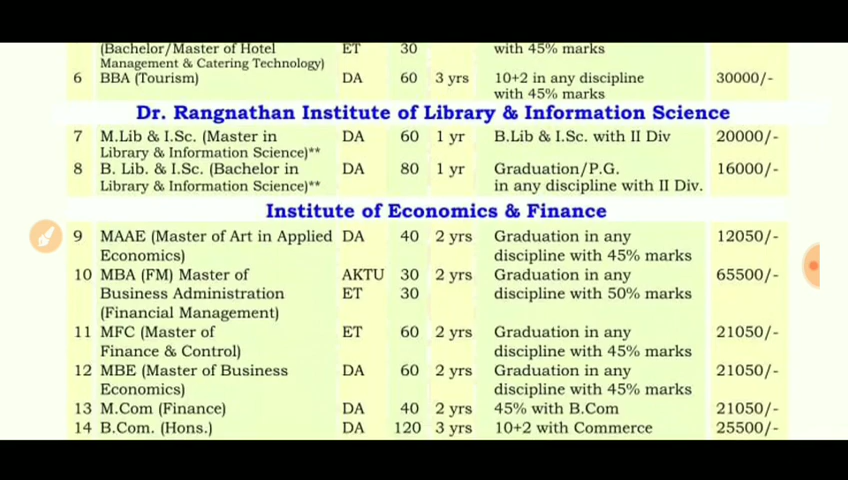 (Bachelor/Master of Hotel ET 30 with 45% marks
Management & Catering Technology)
6 BBA (Tourism) DA 60 3 yrs 10+2 in any discipline 30000/-
with 45% marks
Dr. Rangnathan Institute of Library & Information Science
7 M.Lib & I.Sc. (Master in DA 60 1 yr B.Lib & I.Sc. with II Div 20000/-
Library & Information Science)**
8 B. Lib. & I.Sc. (Bachelor in DA 80 1 yr Graduation/P.G. 16000/-
Library & Information Science)** in any discipline with II Div.
Institute of Economics & Finance
9 MAAE (Master of Art in Applied DA 40 2 yrs Graduation in any 12050/-
Economics) discipline with 45% marks
10 MBA (FM) Master of AKTU 30 2 yrs Graduation in any 65500/-
Business Administration ET 30 discipline with 50% marks
(Financial Management)
11 MFC (Master of ET 60 2 yrs Graduation in any 21050/-
Finance & Control) discipline with 45% marks
12 MBE (Master of Business DA 60 2 yrs Graduation in any 21050/-
Economics) discipline with 45% marks
13 M.Com (Finance) DA 40 2 yrs 45% with B.Com 21050/-
14 B.Com. (Hons.) DA 120 3 yrs 10+2 with Commerce 25500/-